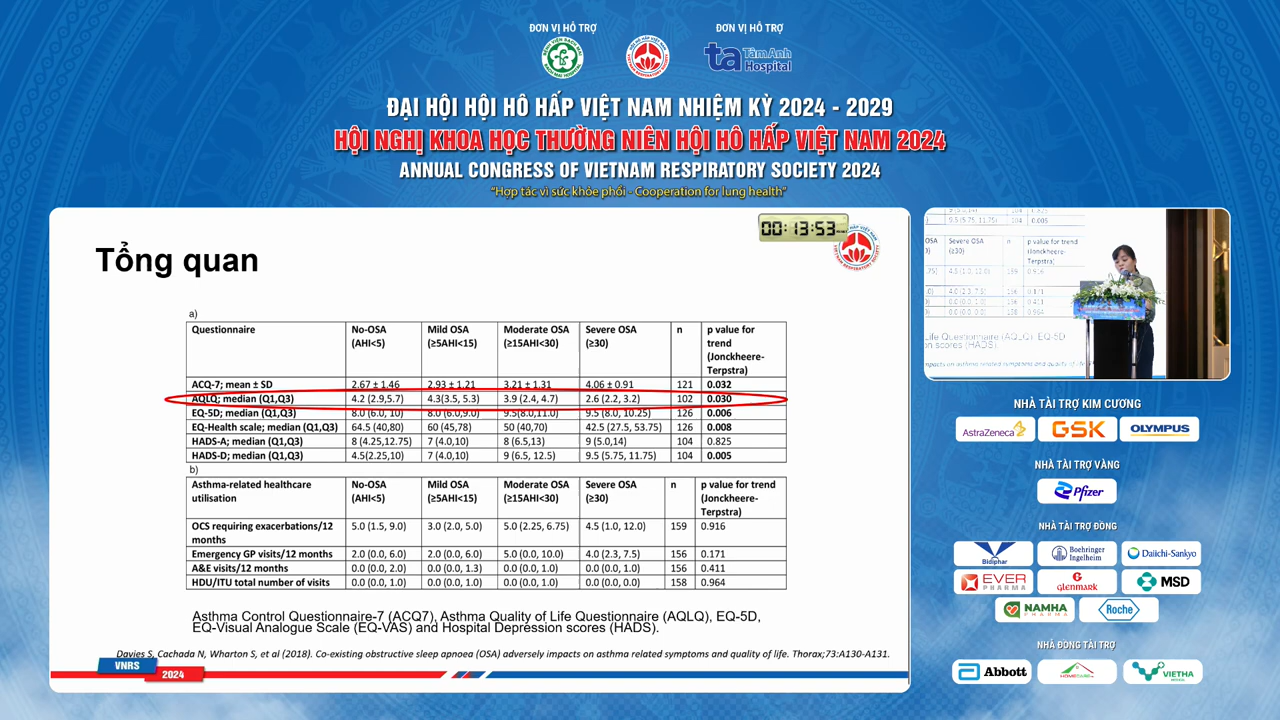 ĐƠN VỊ HỖ TRỢ
ĐƠN VỊ HỖ TRỢ
TâmAnh
Hospital
ĐẠI HỘI HỘI HÔ HẤP VIỆT NAM NHIỆM KỲ 2024 - 2029
HỘI NGHỊ KHOA HỌC THƯỜNG NIÊN HỘI HÔ HẤP VIỆT NAM 2024
ANNUAL CONGRESS OF VIETNAM RESPIRATORY SOCIETY 2024
“Hợp tác vì sức khỏe phổi - Cooperation for lung health”
00:13:53
Tổng quan
a)
Questionnaire No-OSA (AHI<5) Mild OSA (≥5AHI<15) Moderate OSA (≥15AHI<30) Severe OSA (≥30) n p value for trend (Jonckheere-Terpstra)
ACQ-7; mean ± SD 2.67 ± 1.46 2.93 ± 1.21 3.21 ± 1.31 4.06 ± 0.91 121 0.032
AQLQ; median (Q1,Q3) 4.2 (2.9,5.7) 4.3(3.5, 5.3) 3.9 (2.4, 4.7) 2.6 (2.2, 3.2) 102 0.030
EQ-5D; median (Q1,Q3) 8.0 (6.0, 10) 8.0 (6.0,9.0) 9.5(8.0,11.0) 9.5 (8.0, 10.25) 126 0.006
EQ-Health scale; median (Q1,Q3) 64.5 (40,80) 60 (45,78) 50 (40,70) 42.5 (27.5, 53.75) 126 0.008
HADS-A; median (Q1,Q3) 8 (4.25,12.75) 7 (4.0,10) 8 (6.5,13) 9 (5.0,14) 104 0.825
HADS-D; median (Q1,Q3) 4.5(2.25,10) 7 (4.0,10) 9 (6.5, 12.5) 9.5 (5.75, 11.75) 104 0.005
b)
Asthma-related healthcare utilisation No-OSA (AHI<5) Mild OSA (≥5AHI<15) Moderate OSA (≥15AHI<30) Severe OSA (≥30) n p value for trend (Jonckheere-Terpstra)
OCS requiring exacerbations/12 months 5.0 (1.5, 9.0) 3.0 (2.0, 5.0) 5.0 (2.25, 6.75) 4.5 (1.0, 12.0) 159 0.916
Emergency GP visits/12 months 2.0 (0.0, 6.0) 2.0 (0.0, 6.0) 5.0 (0.0, 10.0) 4.0 (2.3, 7.5) 156 0.171
A&E visits/12 months 0.0 (0.0, 2.0) 0.0 (0.0, 1.3) 0.0 (0.0, 1.0) 0.0 (0.0, 1.0) 156 0.411
HDU/ITU total number of visits 0.0 (0.0, 1.0) 0.0 (0.0, 1.0) 0.0 (0.0, 1.0) 0.0 (0.0, 0.0) 158 0.964
Asthma Control Questionnaire-7 (ACQ7), Asthma Quality of Life Questionnaire (AQLQ), EQ-5D,
EQ-Visual Analogue Scale (EQ-VAS) and Hospital Depression scores (HADS).
Davies S, Cachada N, Wharton S, et al (2018). Co-existing obstructive sleep apnoea (OSA) adversely impacts on asthma related symptoms and quality of life. Thorax;73:A130-A131.
VNRS
2024
NHÀ TÀI TRỢ KIM CƯƠNG
AstraZeneca GSK OLYMPUS
NHÀ TÀI TRỢ VÀNG
Pfizer
NHÀ TÀI TRỢ ĐỒNG
Bidiphar Boehringer Ingelheim Daiichi-Sankyo
EVER PHARMA glenmark MSD
NAMHA PHARMA Roche
NHÀ ĐỒNG TÀI TRỢ
Abbott HOMECARE VIETHA